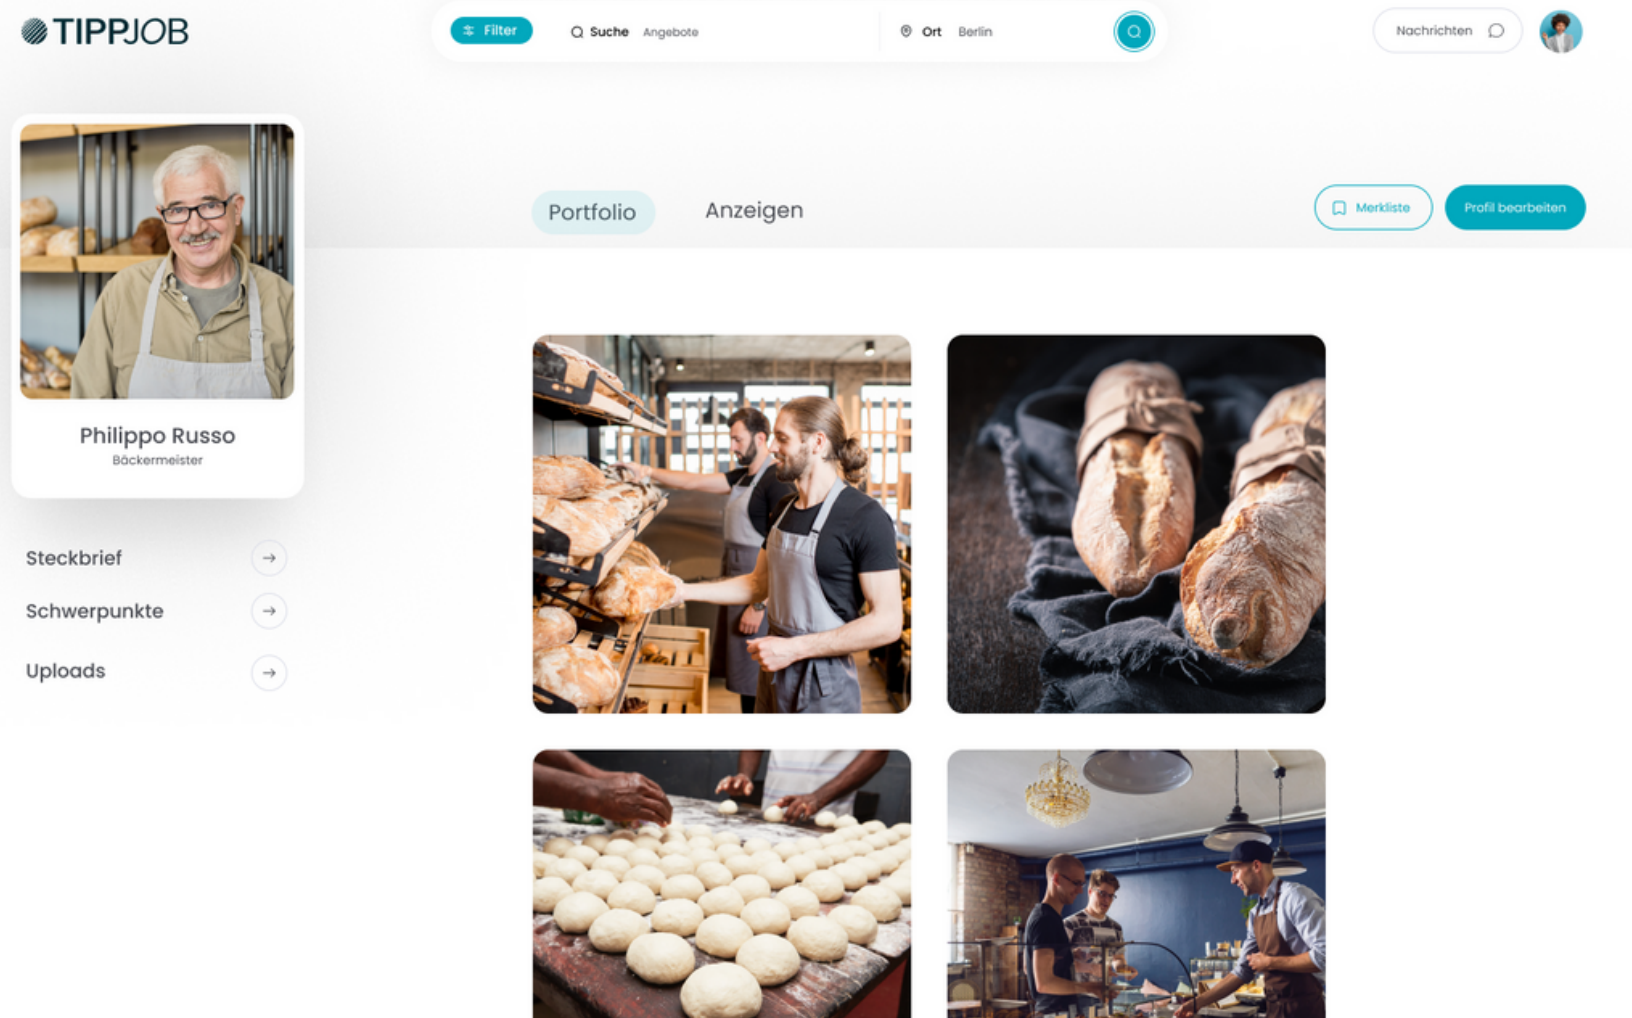 TIPPJOB
Filter
Suche Angebote
Ort Berlin
Nachrichten
Portfolio
Anzeigen
Merkliste
Profil bearbeiten
Philippo Russo
Bäckermeister
Steckbrief
Schwerpunkte
Uploads